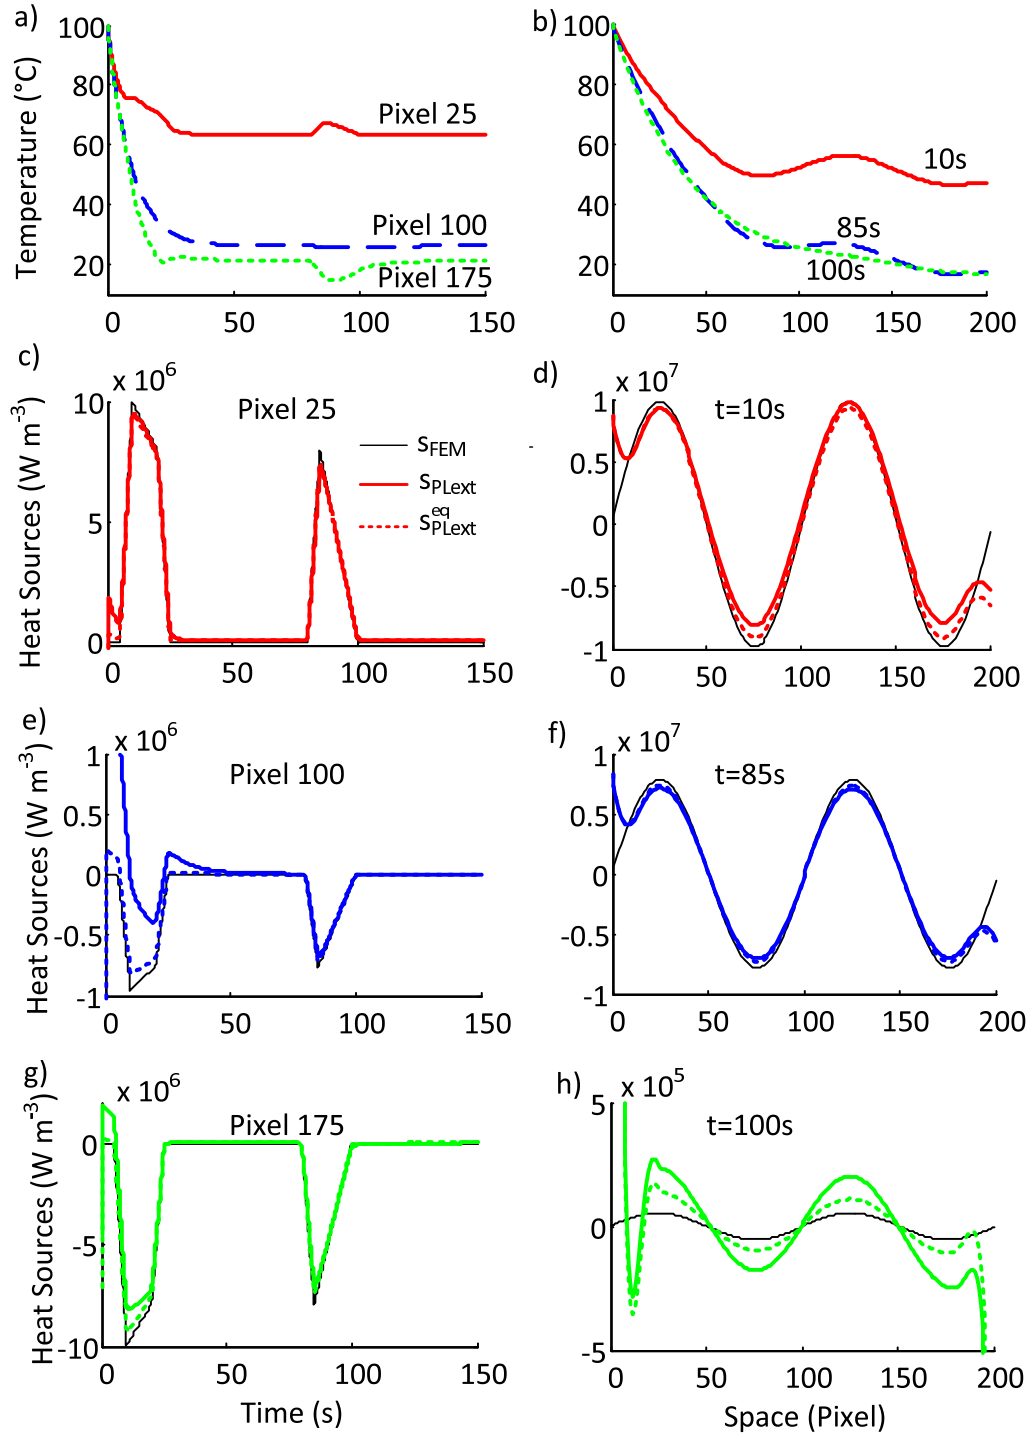 a)
100
80
60
40
20
Temperature (°C)
Pixel 25
Pixel 100
Pixel 175
0
50
100
150
b)
100
80
60
40
20
10s
85s
100s
0
50
100
150
200
c)
x 10^6
10
5
0
Heat Sources (W m^-3)
Pixel 25
s_FEM
s_PLext
s_PLext^eq
0
50
100
150
d)
x 10^7
1
0.5
0
-0.5
-1
t=10s
0
50
100
150
200
e)
x 10^6
1
0.5
0
-0.5
-1
Heat Sources (W m^-3)
Pixel 100
0
50
100
150
f)
x 10^7
1
0.5
0
-0.5
-1
t=85s
0
50
100
150
200
g)
x 10^6
0
-5
-10
Heat Sources (W m^-3)
Pixel 175
0
50
100
150
Time (s)
h)
x 10^5
5
0
-5
t=100s
0
50
100
150
200
Space (Pixel)